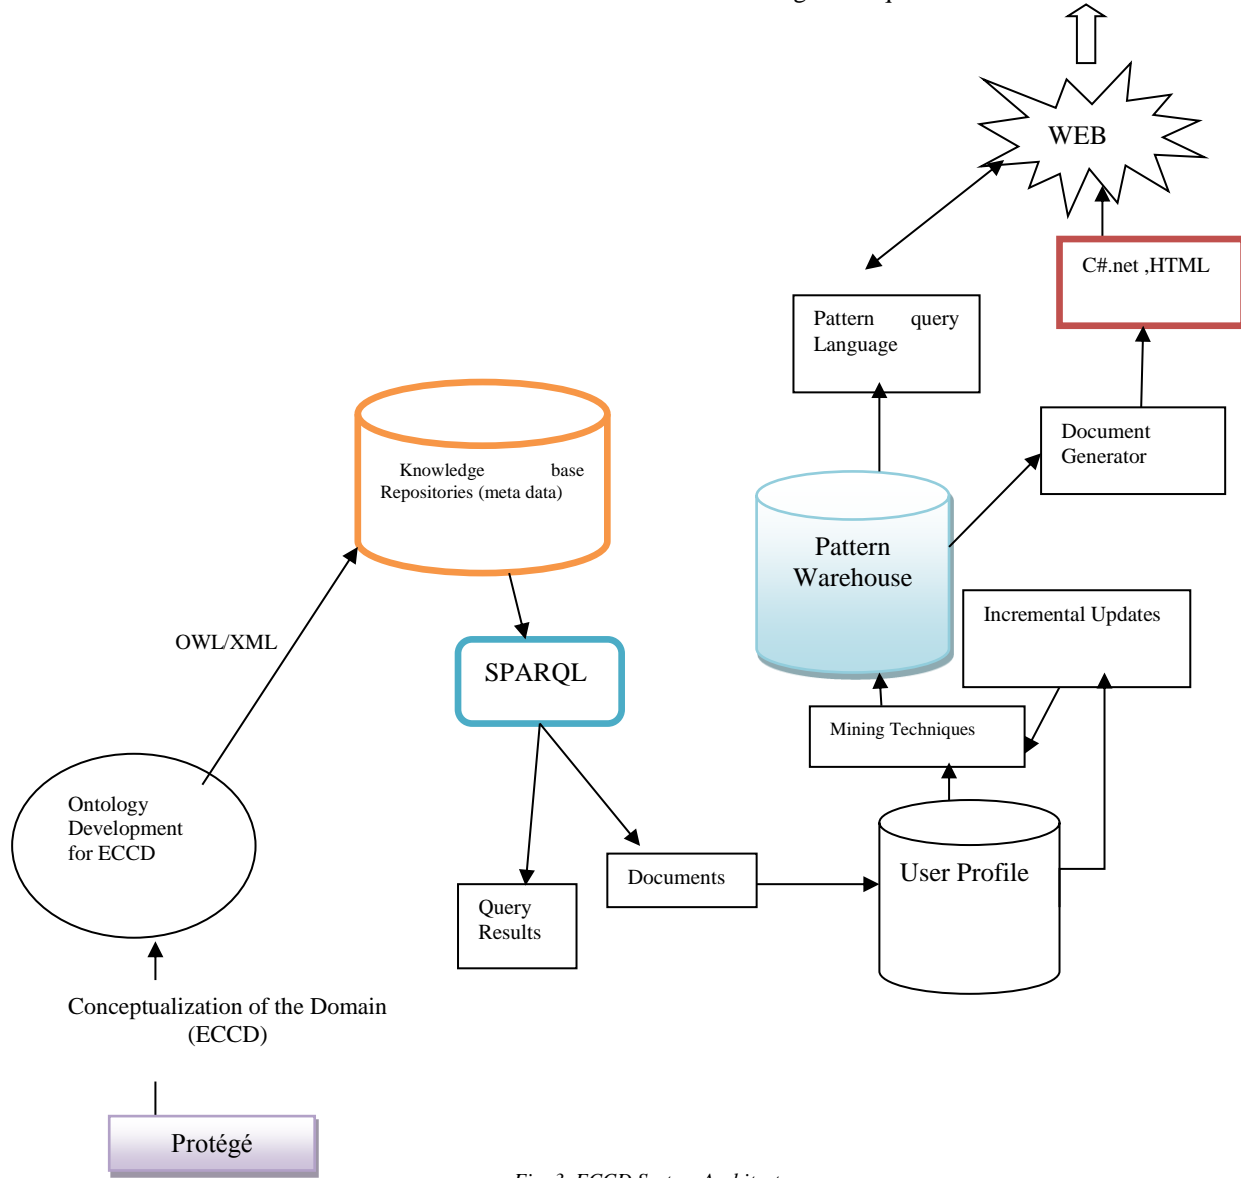 WEB
C#.net ,HTML
Pattern query
Language
Document
Generator
Knowledge base
Repositories (meta data)
Pattern
Warehouse
Incremental Updates
OWL/XML
SPARQL
Mining Techniques
Ontology
Development
for ECCD
Documents
User Profile
Query
Results
Conceptualization of the Domain
(ECCD)
Protégé